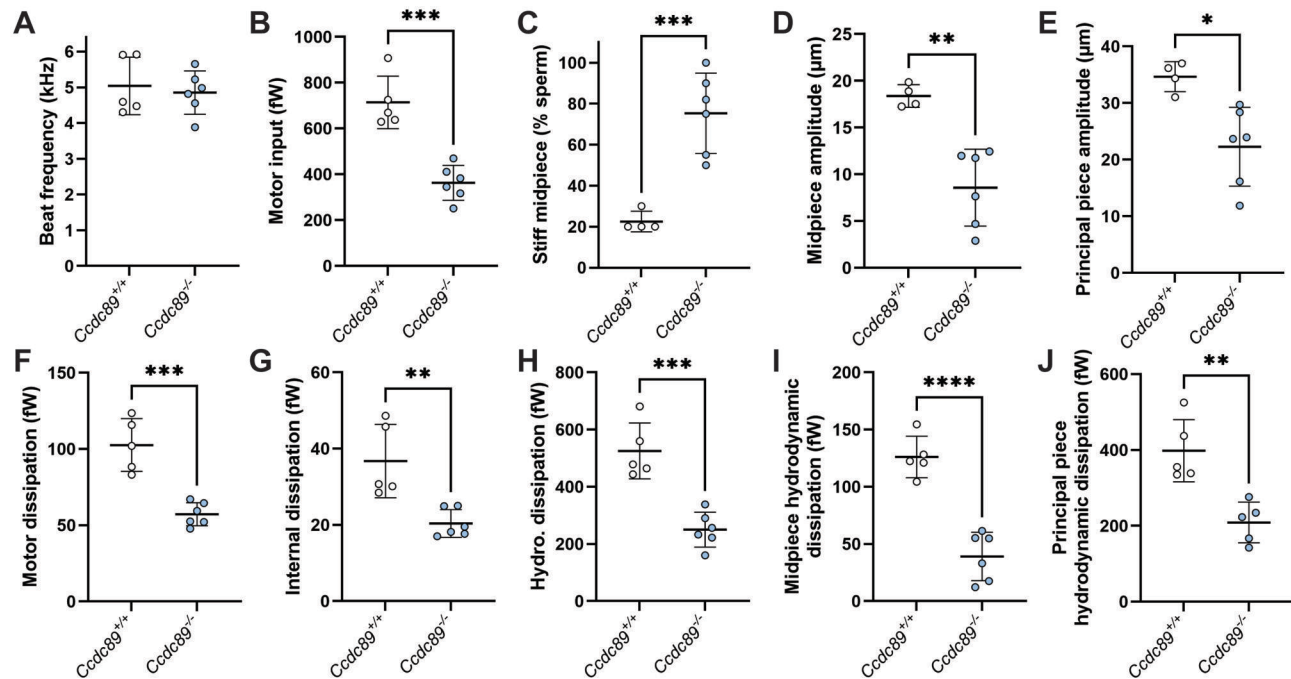 A
Beat frequency (kHz)
6
5
4
3
2
1
0
Ccdc89+/+
Ccdc89-/-
B
***
Motor input (fW)
1000
800
600
400
200
0
Ccdc89+/+
Ccdc89-/-
C
***
Stiff midpiece (% sperm)
100
80
60
40
20
0
Ccdc89+/+
Ccdc89-/-
D
**
Midpiece amplitude (µm)
25
20
15
10
5
0
Ccdc89+/+
Ccdc89-/-
E
*
Principal piece amplitude (µm)
40
30
20
10
0
Ccdc89+/+
Ccdc89-/-
F
***
Motor dissipation (fW)
150
100
50
0
Ccdc89+/+
Ccdc89-/-
G
**
Internal dissipation (fW)
60
40
20
0
Ccdc89+/+
Ccdc89-/-
H
***
Hydro. dissipation (fW)
800
600
400
200
0
Ccdc89+/+
Ccdc89-/-
I
****
Midpiece hydrodynamic
dissipation (fW)
200
150
100
50
0
Ccdc89+/+
Ccdc89-/-
J
**
Principal piece
hydrodynamic dissipation (fW)
600
400
200
0
Ccdc89+/+
Ccdc89-/-